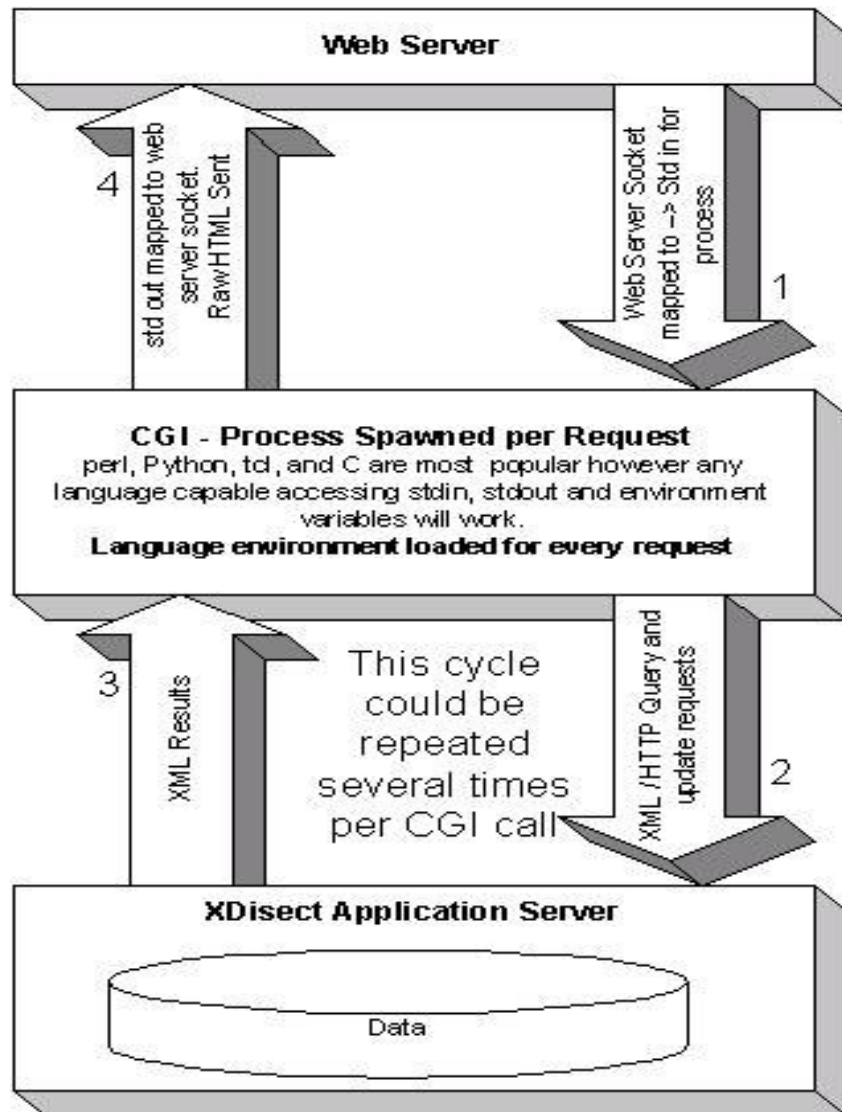 Web Server
4
std out mapped to web
server socket.
Raw HTML Sent
Web Server Socket
mapped to --> Std in for
process
1
CGI - Process Spawned per Request
perl, Python, tcl, and C are most popular however any
language capable accessing stdin, stdout and environment
variables will work.
Language environment loaded for every request
3
XML Results
This cycle
could be
repeated
several times
per CGI call
XML /HTTP Query and
update requests
2
XDisect Application Server
Data